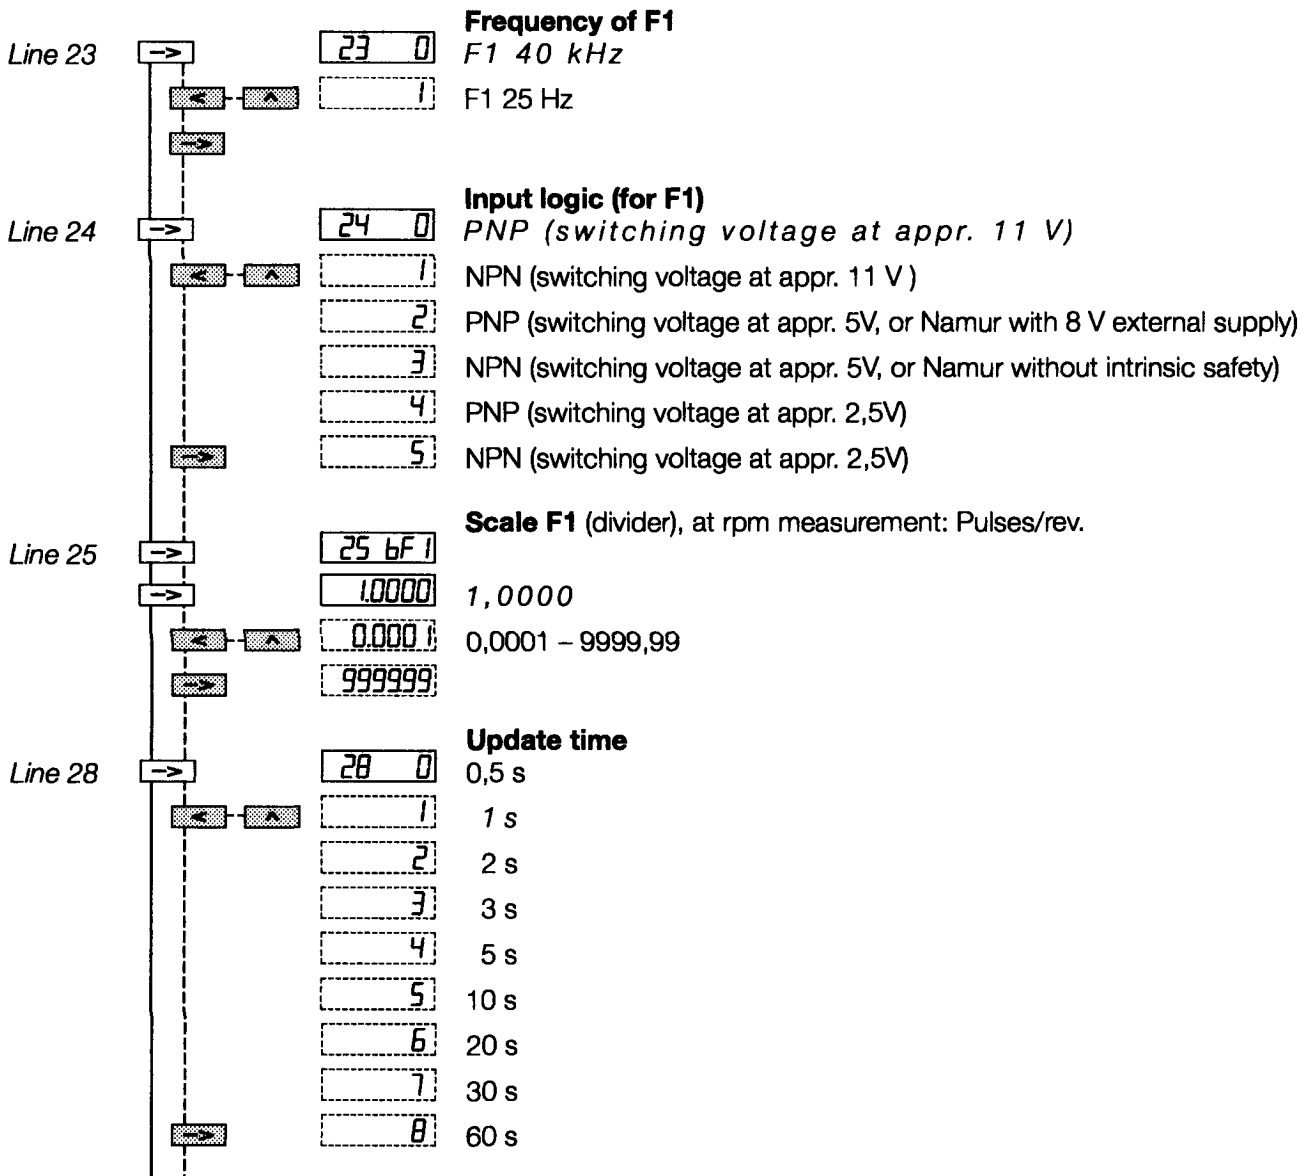 Frequency of F1
Line 23 –> 23 0 F1 40 kHz
< ^ 1 F1 25 Hz
–>
Input logic (for F1)
Line 24 –> 24 0 PNP (switching voltage at appr. 11 V)
< ^ 1 NPN (switching voltage at appr. 11 V )
2 PNP (switching voltage at appr. 5V, or Namur with 8 V external supply)
3 NPN (switching voltage at appr. 5V, or Namur without intrinsic safety)
4 PNP (switching voltage at appr. 2,5V)
–> 5 NPN (switching voltage at appr. 2,5V)
Scale F1 (divider), at rpm measurement: Pulses/rev.
Line 25 –> 25 bF1
–> 1.0000 1,0000
< ^ 0.0001 0,0001 – 9999,99
–> 9999.99
Update time
Line 28 –> 28 0 0,5 s
< ^ 1 1 s
2 2 s
3 3 s
4 5 s
5 10 s
6 20 s
7 30 s
–> 8 60 s